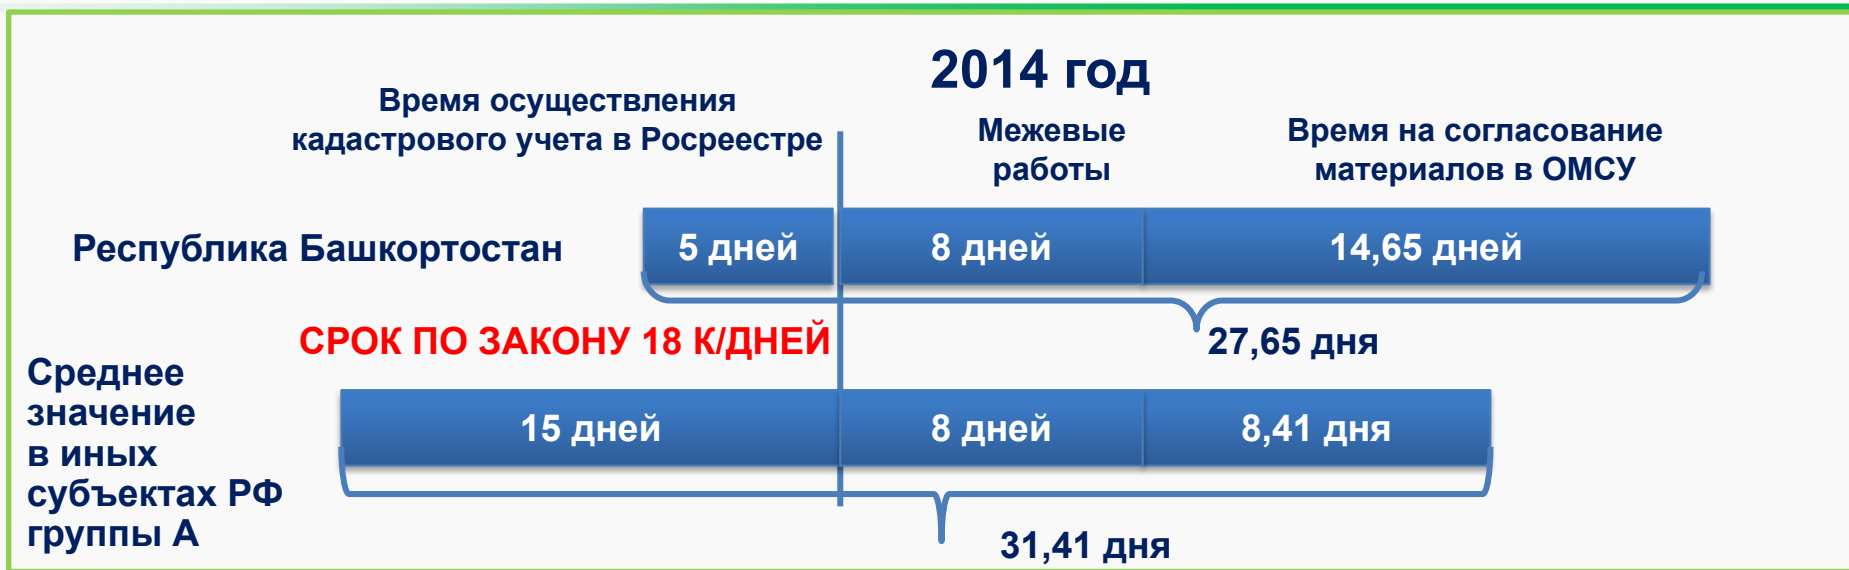 2014 год
Время осуществления
кадастрового учета в Росреестре
Межевые
работы
Время на согласование
материалов в ОМСУ
Республика Башкортостан
5 дней
8 дней
14,65 дней
27,65 дня
СРОК ПО ЗАКОНУ 18 К/ДНЕЙ
Среднее
значение
в иных
субъектах РФ
группы А
15 дней
8 дней
8,41 дня
31,41 дня